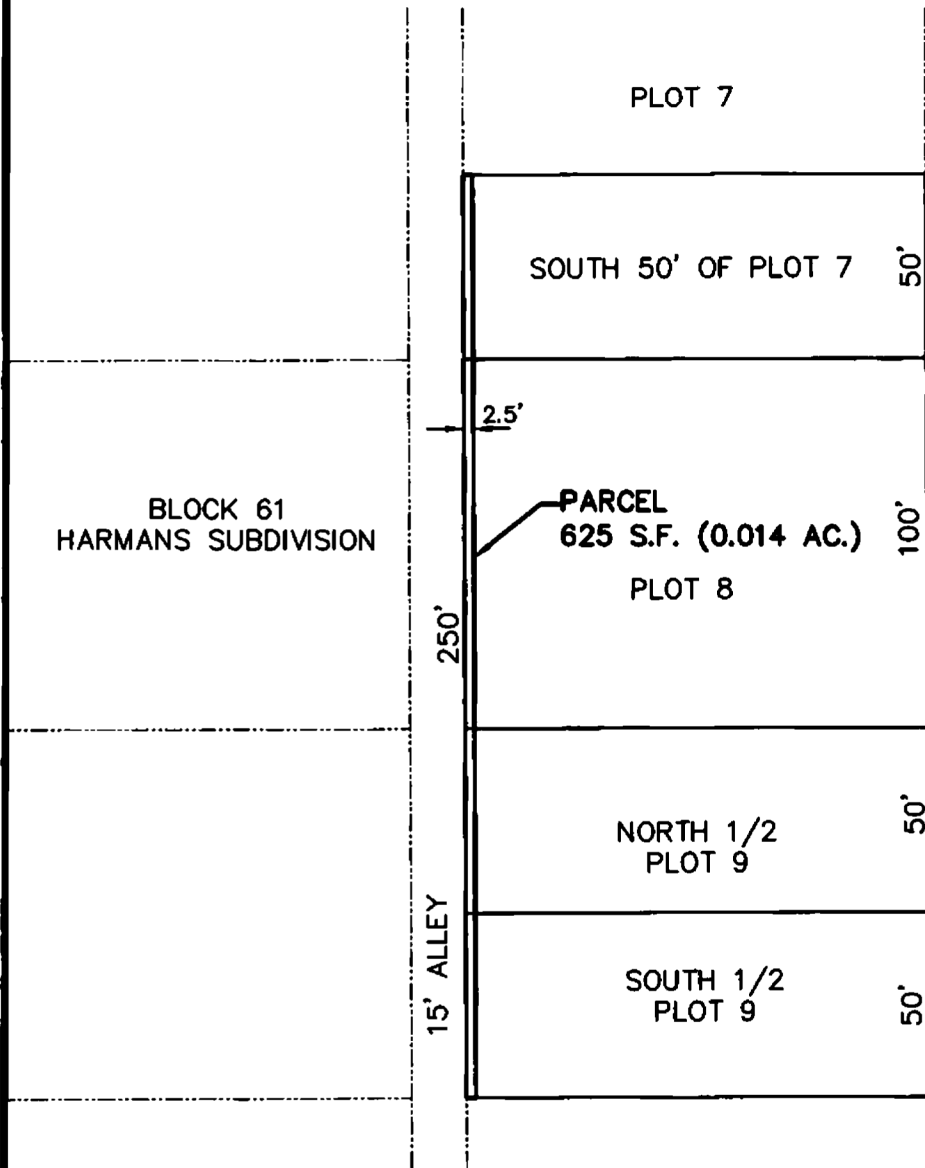 PLOT 7
SOUTH 50' OF PLOT 7
50'
2.5'
BLOCK 61
HARMANS SUBDIVISION
PARCEL
625 S.F. (0.014 AC.)
100'
PLOT 8
250'
NORTH 1/2
PLOT 9
50'
15' ALLEY
SOUTH 1/2
PLOT 9
50'